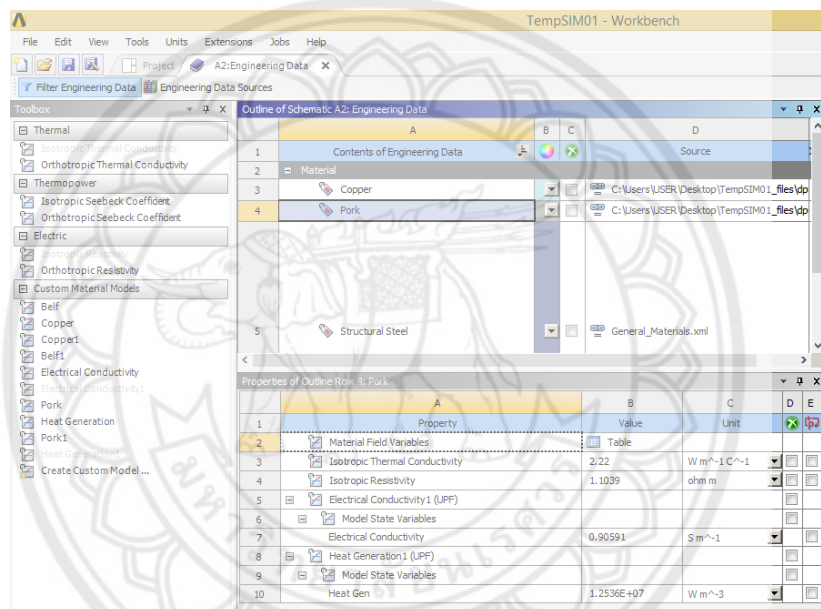 TempSIM01 - Workbench
File Edit View Tools Units Extensions Jobs Help
Project A2:Engineering Data X
Filter Engineering Data Engineering Data Sources
Toolbox
Thermal
Isotropic Thermal Conductivity
Orthotropic Thermal Conductivity
Thermopower
Isotropic Seebeck Coefficient
Orthotropic Seebeck Coefficient
Electric
Isotropic Resistivity
Orthotropic Resistivity
Custom Material Models
Belf
Copper
Copper1
Belf1
Electrical Conductivity
Electrical Conductivity1
Pork
Heat Generation
Pork1
Heat Generation1
Create Custom Model ...
Outline of Schematic A2: Engineering Data
A B C D
1 Contents of Engineering Data Source
2 Material
3 Copper C:\Users\USER\Desktop\TempSIM01_files\dp
4 Pork C:\Users\USER\Desktop\TempSIM01_files\dp
5 Structural Steel General_Materials.xml
Properties of Outline Row 4: Pork
A B C D E
1 Property Value Unit
2 Material Field Variables Table
3 Isotropic Thermal Conductivity 2.22 W m^-1 C^-1
4 Isotropic Resistivity 1.1039 ohm m
5 Electrical Conductivity1 (UPF)
6 Model State Variables
7 Electrical Conductivity 0.90591 S m^-1
8 Heat Generation1 (UPF)
9 Model State Variables
10 Heat Gen 1.2536E+07 W m^-3